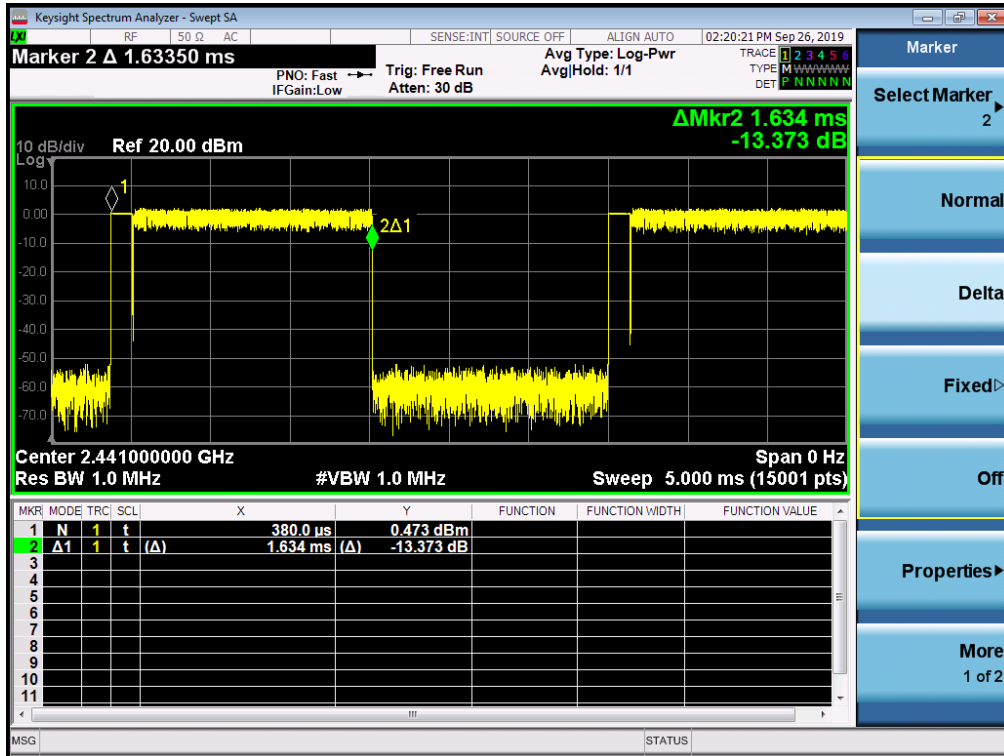 Keysight Spectrum Analyzer - Swept SA
LXI RF 50 Ω AC SENSE:INT SOURCE OFF ALIGN AUTO 02:20:21 PM Sep 26, 2019
Marker 2 Δ 1.63350 ms
PNO: Fast
IFGain:Low
Trig: Free Run
Atten: 30 dB
Avg Type: Log-Pwr
Avg|Hold: 1/1
TRACE 1 2 3 4 5 6
TYPE M WWWWW
DET P N N N N N
ΔMkr2 1.634 ms
-13.373 dB
10 dB/div Ref 20.00 dBm
Log
10.0
0.00
-10.0
-20.0
-30.0
-40.0
-50.0
-60.0
-70.0
1
2Δ1
Center 2.441000000 GHz Span 0 Hz
Res BW 1.0 MHz #VBW 1.0 MHz Sweep 5.000 ms (15001 pts)
MKR MODE TRC SCL X Y FUNCTION FUNCTION WIDTH FUNCTION VALUE
1 N 1 t 380.0 µs 0.473 dBm
2 Δ1 1 t (Δ) 1.634 ms (Δ) -13.373 dB
3
4
5
6
7
8
9
10
11
MSG STATUS
Marker
Select Marker
2
Normal
Delta
Fixed
Off
Properties
More
1 of 2